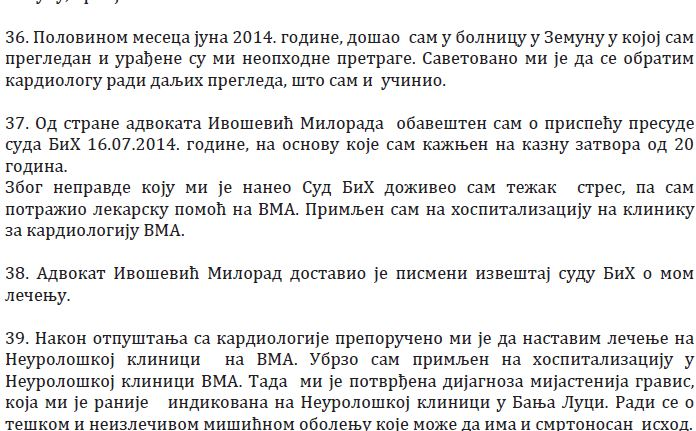 36. Половином месеца јуна 2014. године, дошао сам у болницу у Земуну у којој сам
прегледан и урађене су ми неопходне претраге. Саветовано ми је да се обратим
кардиологу ради даљих прегледа, што сам и учинио.
37. Од стране адвоката Ивошевић Милорада обавештен сам о приспећу пресуде
суда БиХ 16.07.2014. године, на основу које сам кажњен на казну затвора од 20
година.
Због неправде коју ми је нанео Суд БиХ доживео сам тежак стрес, па сам
потражио лекарску помоћ на ВМА. Примљен сам на хоспитализацију на клинику
за кардиологију ВМА.
38. Адвокат Ивошевић Милорад доставио је писмени извештај суду БиХ о мом
лечењу.
39. Након отпуштања са кардиологије препоручено ми је да наставим лечење на
Неуролошкој клиници на ВМА. Убрзо сам примљен на хоспитализацију у
Неуролошкој клиници ВМА. Тада ми је потврђена дијагноза мијастенија гравис,
која ми је раније индикована на Неуролошкој клиници у Бања Луци. Ради се о
тешком и неизлечивом мишићном обољењу које може да има и смртоносан исход.